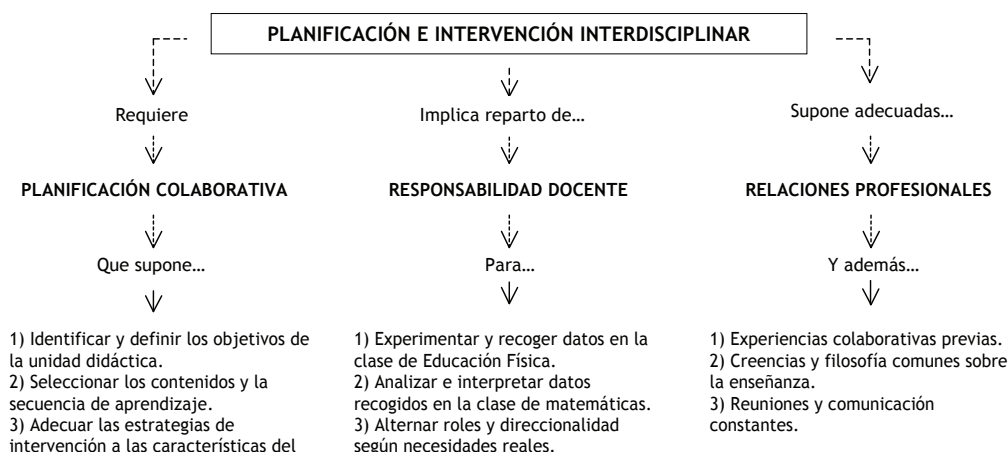 PLANIFICACIÓN E INTERVENCIÓN INTERDISCIPLINAR
Requiere
PLANIFICACIÓN COLABORATIVA
Que supone...
1) Identificar y definir los objetivos de
la unidad didáctica.
2) Seleccionar los contenidos y la
secuencia de aprendizaje.
3) Adecuar las estrategias de
intervención a las características del
Implica reparto de...
RESPONSABILIDAD DOCENTE
Para...
1) Experimentar y recoger datos en la
clase de Educación Física.
2) Analizar e interpretar datos
recogidos en la clase de matemáticas.
3) Alternar roles y direccionalidad
según necesidades reales.
Supone adecuadas...
RELACIONES PROFESIONALES
Y además...
1) Experiencias colaborativas previas.
2) Creencias y filosofía comunes sobre
la enseñanza.
3) Reuniones y comunicación
constantes.